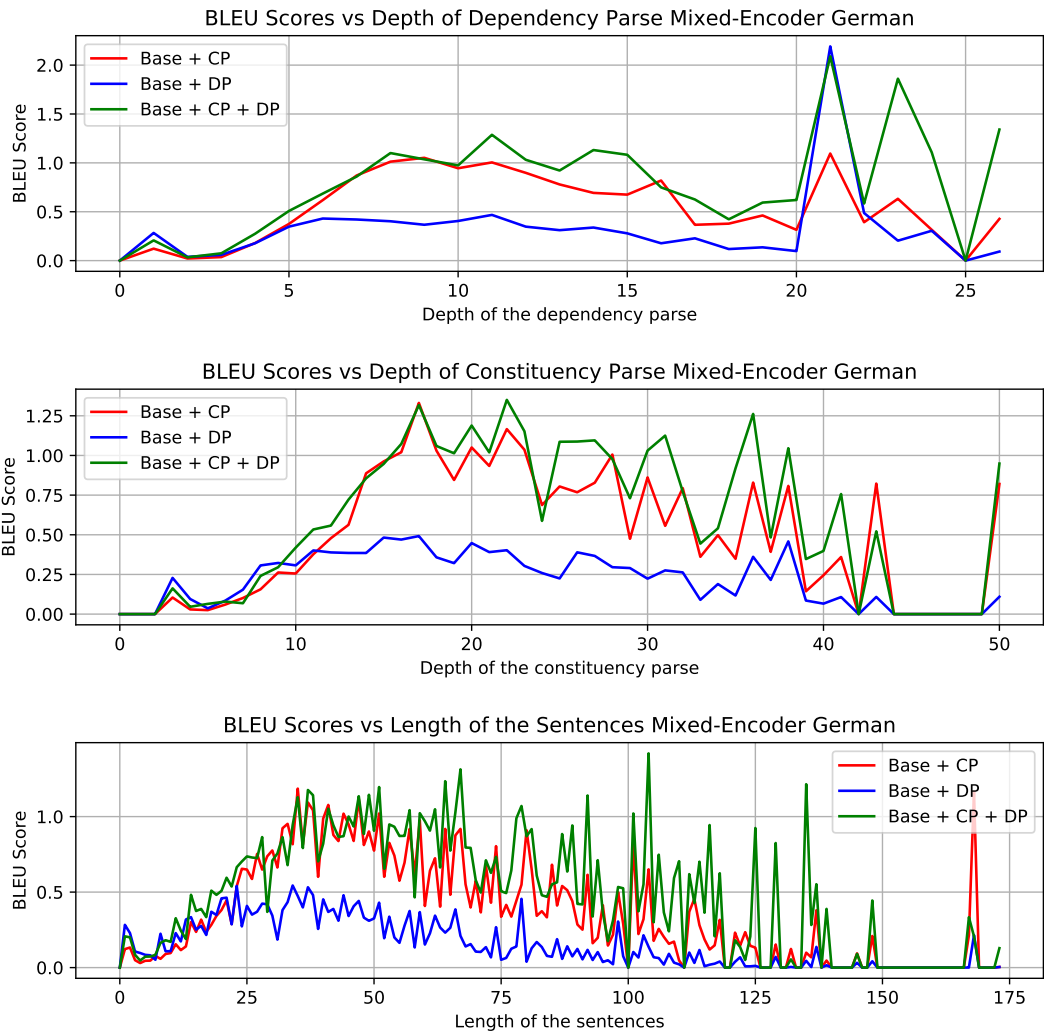 BLEU Scores vs Depth of Dependency Parse Mixed-Encoder German
Base + CP
Base + DP
Base + CP + DP
BLEU Score
2.0
1.5
1.0
0.5
0.0
0 5 10 15 20 25
Depth of the dependency parse
BLEU Scores vs Depth of Constituency Parse Mixed-Encoder German
Base + CP
Base + DP
Base + CP + DP
BLEU Score
1.25
1.00
0.75
0.50
0.25
0.00
0 10 20 30 40 50
Depth of the constituency parse
BLEU Scores vs Length of the Sentences Mixed-Encoder German
Base + CP
Base + DP
Base + CP + DP
BLEU Score
1.0
0.5
0.0
0 25 50 75 100 125 150 175
Length of the sentences